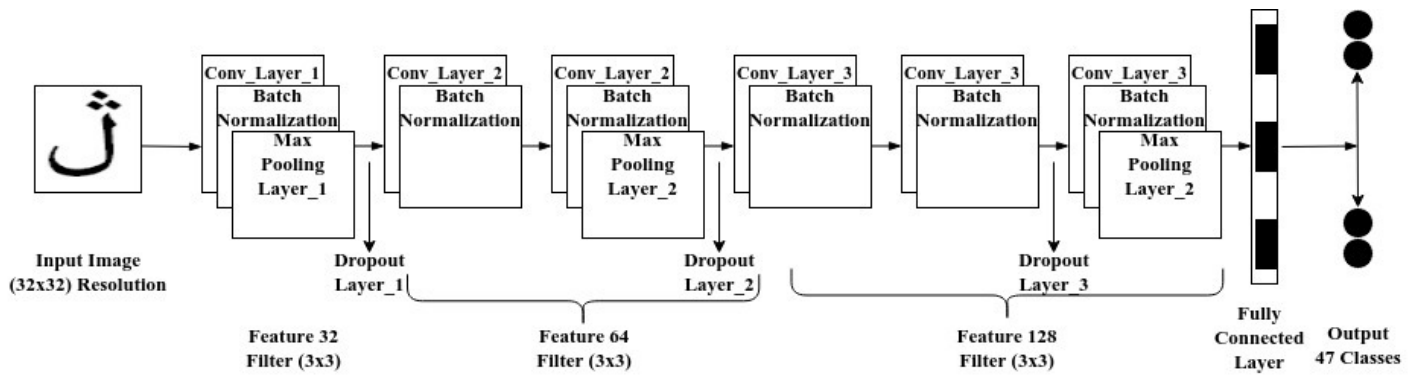 ڽ
Input Image
(32x32) Resolution
Conv_Layer_1
Batch
Normalization
Max
Pooling
Layer_1
Dropout
Layer_1
Feature 32
Filter (3x3)
Conv_Layer_2
Batch
Normalization
Conv_Layer_2
Batch
Normalization
Max
Pooling
Layer_2
Dropout
Layer_2
Feature 64
Filter (3x3)
Conv_Layer_3
Batch
Normalization
Conv_Layer_3
Batch
Normalization
Dropout
Layer_3
Conv_Layer_3
Batch
Normalization
Max
Pooling
Layer_2
Feature 128
Filter (3x3)
Fully
Connected
Layer
Output
47 Classes